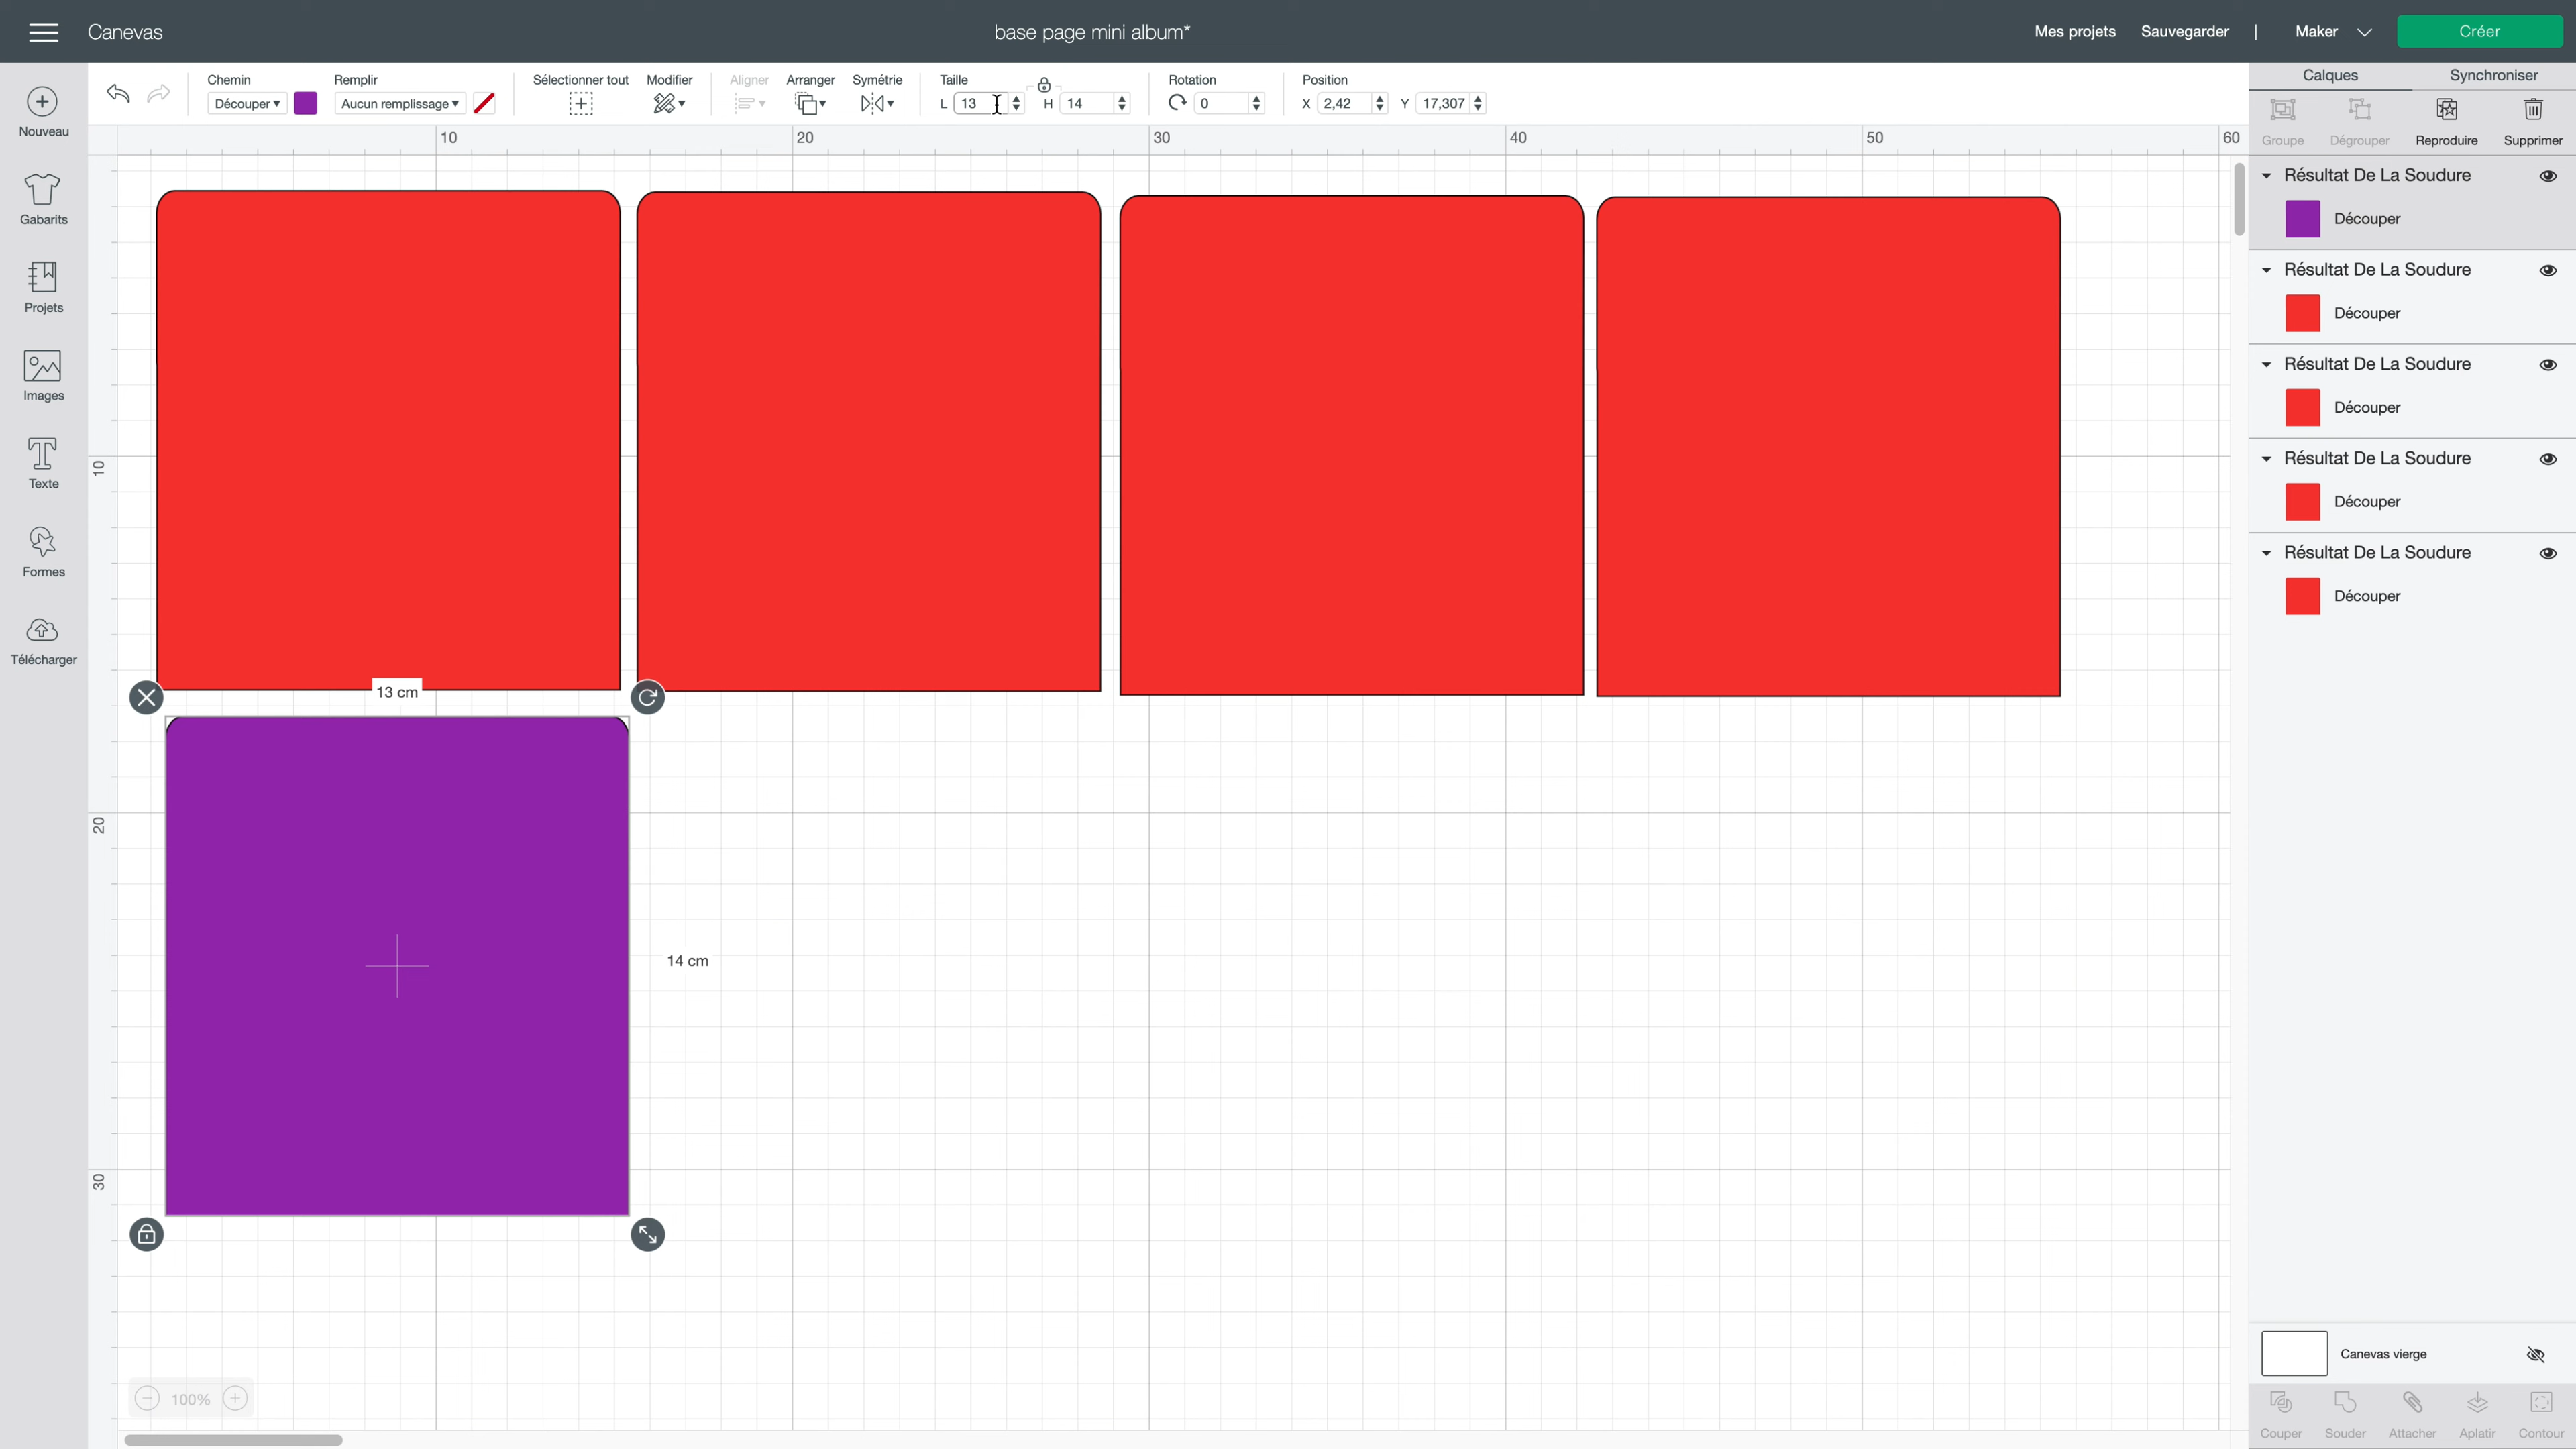 Canevas
base page mini album*
Mes projets Sauvegarder | Maker Créer
Nouveau
Gabarits
Projets
Images
Texte
Formes
Télécharger
Chemin Remplir Sélectionner tout Modifier Aligner Arranger Symétrie Taille Rotation Position
Découper Aucun remplissage L 13 H 14 0 X 2,42 Y 17,307
10 20 30 40 50 60
10
20
30
13 cm
14 cm
100%
Calques Synchroniser
Groupe Dégrouper Reproduire Supprimer
Résultat De La Soudure
Découper
Résultat De La Soudure
Découper
Résultat De La Soudure
Découper
Résultat De La Soudure
Découper
Résultat De La Soudure
Découper
Canevas vierge
Couper Souder Attacher Aplatir Contour